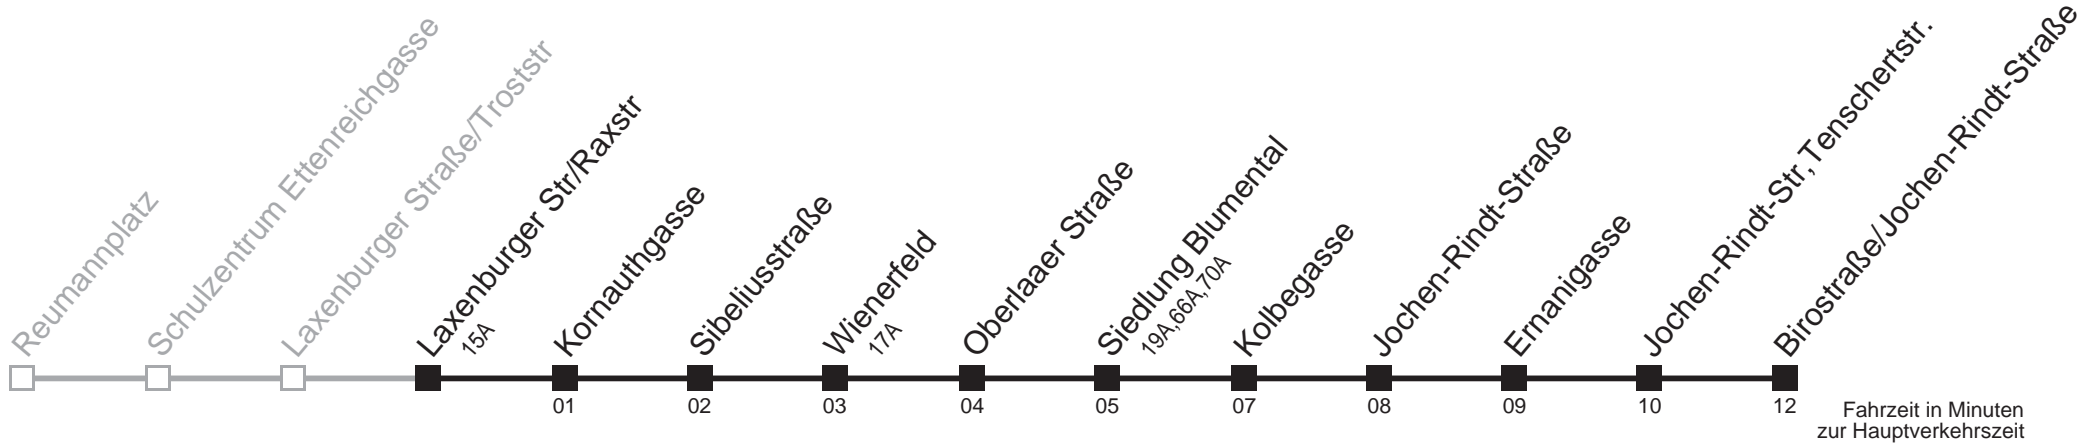 Reumannplatz
Schulzentrum Ettenreichgasse
Laxenburger Straße/Troststr
Laxenburger Str/Raxstr
15A
Kornauthgasse
Sibeliusstraße
Wienerfeld
17A
Oberlaaer Straße
Siedlung Blumental
19A,66A,70A
Kolbegasse
Jochen-Rindt-Straße
Ernanigasse
Jochen-Rindt-Str,Tenschertstr.
Birostraße/Jochen-Rindt-Straße
01 02 03 04 05 07 08 09 10 12
Fahrzeit in Minuten
zur Hauptverkehrszeit